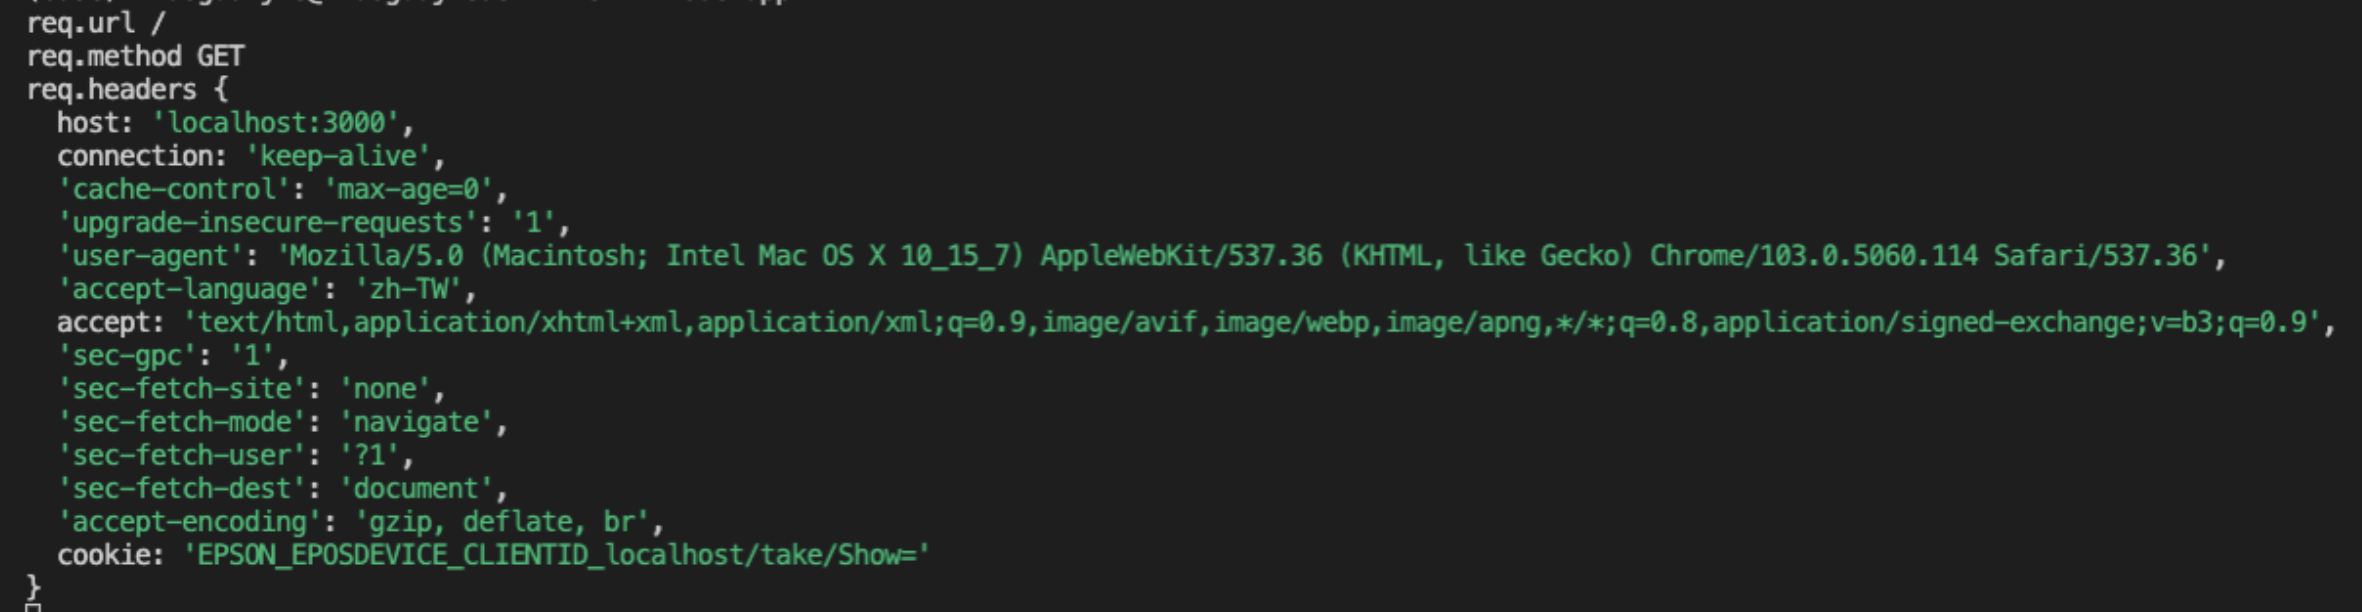 req.url /
req.method GET
req.headers {
  host: 'localhost:3000',
  connection: 'keep-alive',
  'cache-control': 'max-age=0',
  'upgrade-insecure-requests': '1',
  'user-agent': 'Mozilla/5.0 (Macintosh; Intel Mac OS X 10_15_7) AppleWebKit/537.36 (KHTML, like Gecko) Chrome/103.0.5060.114 Safari/537.36',
  'accept-language': 'zh-TW',
  accept: 'text/html,application/xhtml+xml,application/xml;q=0.9,image/avif,image/webp,image/apng,*/*;q=0.8,application/signed-exchange;v=b3;q=0.9',
  'sec-gpc': '1',
  'sec-fetch-site': 'none',
  'sec-fetch-mode': 'navigate',
  'sec-fetch-user': '?1',
  'sec-fetch-dest': 'document',
  'accept-encoding': 'gzip, deflate, br',
  cookie: 'EPSON_EPOSDEVICE_CLIENTID_localhost/take/Show='
}